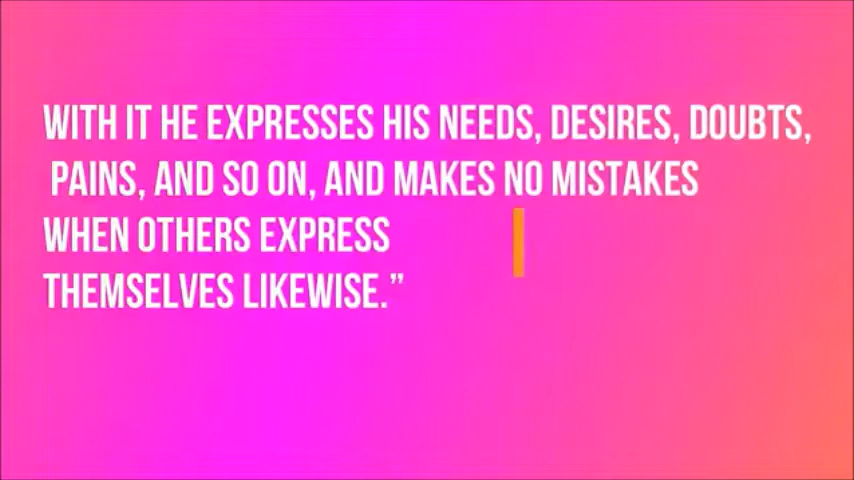 WITH IT HE EXPRESSES HIS NEEDS, DESIRES, DOUBTS,
PAINS, AND SO ON, AND MAKES NO MISTAKES
WHEN OTHERS EXPRESS
THEMSELVES LIKEWISE.”